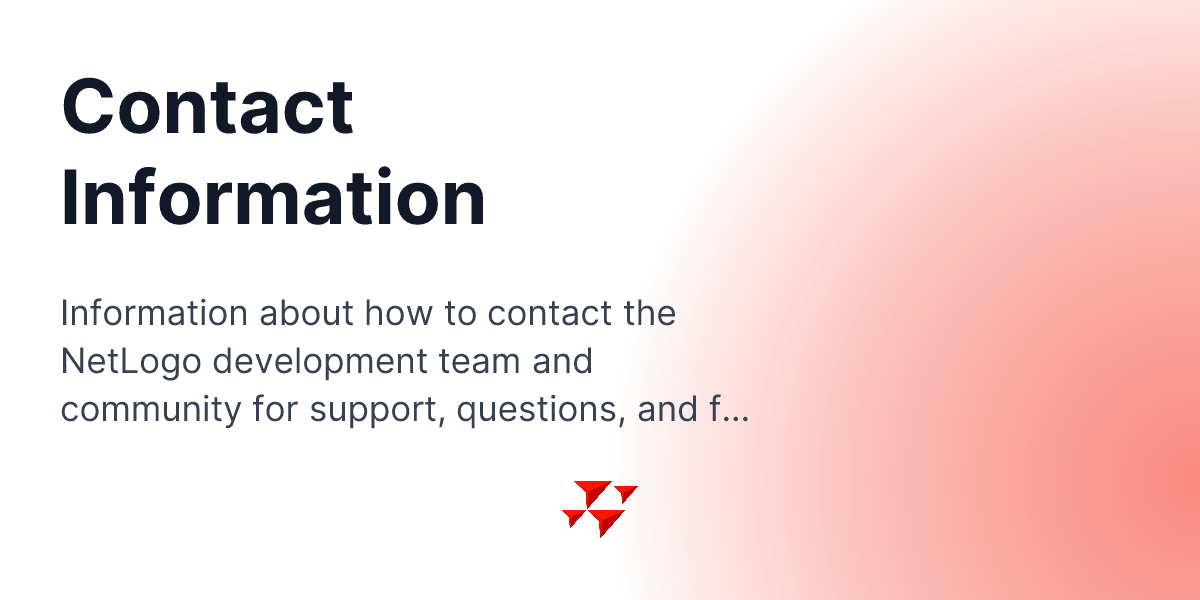 Contact
Information
Information about how to contact the
NetLogo development team and
community for support, questions, and f...